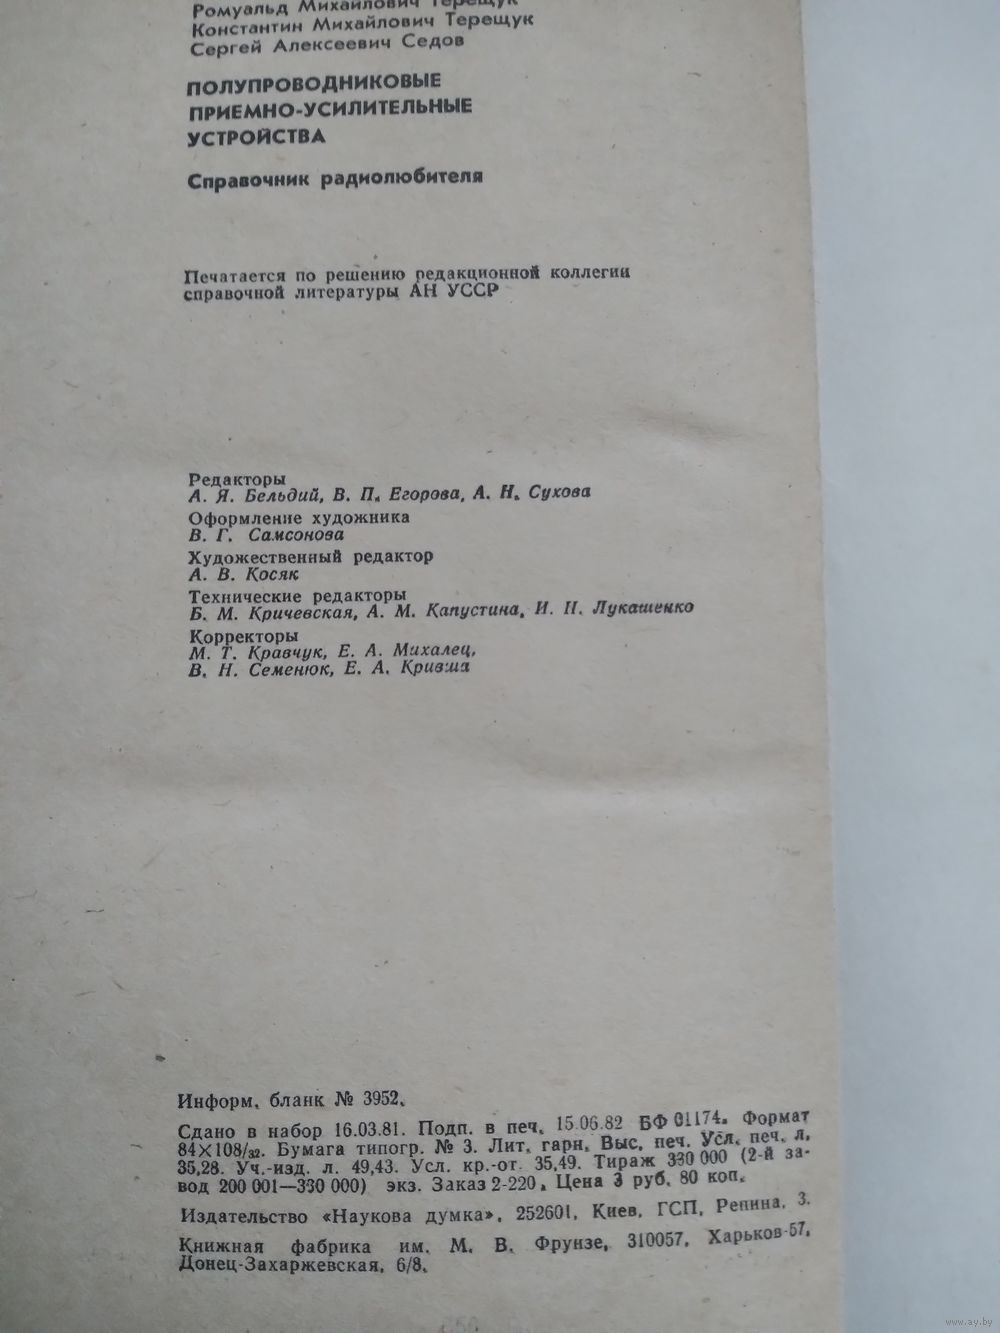 Ромуальд Михайлович Терещук
Константин Михайлович Терещук
Сергей Алексеевич Седов
ПОЛУПРОВОДНИКОВЫЕ
ПРИЕМНО-УСИЛИТЕЛЬНЫЕ
УСТРОЙСТВА
Справочник радиолюбителя
Печатается по решению редакционной коллегии
справочной литературы АН УССР
Редакторы
А. Я. Бельдий, В. П. Егорова, А. Н. Сухова
Оформление художника
В. Г. Самсонова
Художественный редактор
А. В. Косяк
Технические редакторы
Б. М. Кричевская, А. М. Капустина, И. Н. Лукашенко
Корректоры
М. Т. Кравчук, Е. А. Михалец,
В. Н. Семенюк, Е. А. Кривша
Информ. бланк № 3952.
Сдано в набор 16.03.81. Подп. в печ. 15.06.82 БФ 01174. Формат
84×108/32. Бумага типогр. № 3. Лит. гарн. Выс. печ. Усл. печ. л.
35,28. Уч.-изд. л. 49,43. Усл. кр.-от. 35,49. Тираж 330 000 (2-й за-
вод 200 001—330 000) экз. Заказ 2-220. Цена 3 руб. 80 коп.
Издательство «Наукова думка». 252601, Киев, ГСП, Репина, 3.
Книжная фабрика им. М. В. Фрунзе, 310057, Харьков-57,
Донец-Захаржевская, 6/8.
www.ay.by